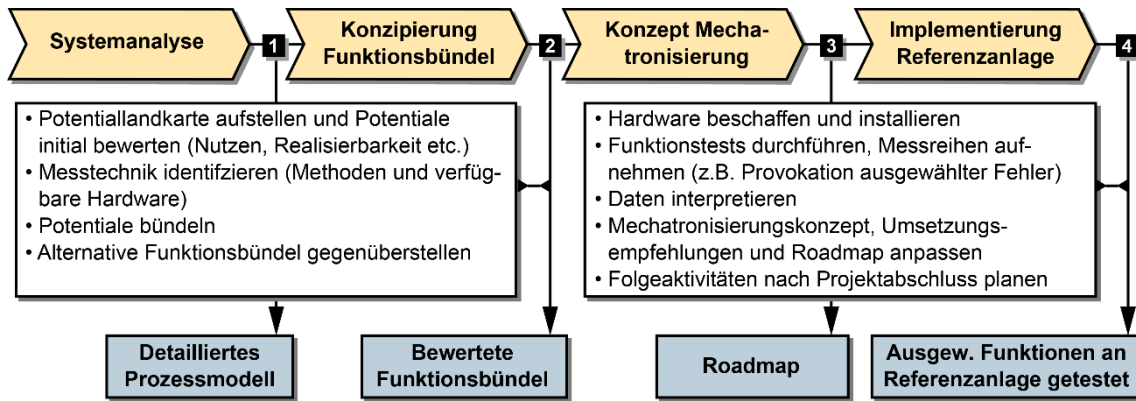 Systemanalyse
1
Konzipierung
Funktionsbündel
2
Konzept Mecha-
tronisierung
3
Implementierung
Referenzanlage
4
• Potentiallandkarte aufstellen und Potentiale
initial bewerten (Nutzen, Realisierbarkeit etc.)
• Messtechnik identifzieren (Methoden und verfüg-
bare Hardware)
• Potentiale bündeln
• Alternative Funktionsbündel gegenüberstellen
• Hardware beschaffen und installieren
• Funktionstests durchführen, Messreihen auf-
nehmen (z.B. Provokation ausgewählter Fehler)
• Daten interpretieren
• Mechatronisierungskonzept, Umsetzungs-
empfehlungen und Roadmap anpassen
• Folgeaktivitäten nach Projektabschluss planen
Detailliertes
Prozessmodell
Bewertete
Funktionsbündel
Roadmap
Ausgew. Funktionen an
Referenzanlage getestet